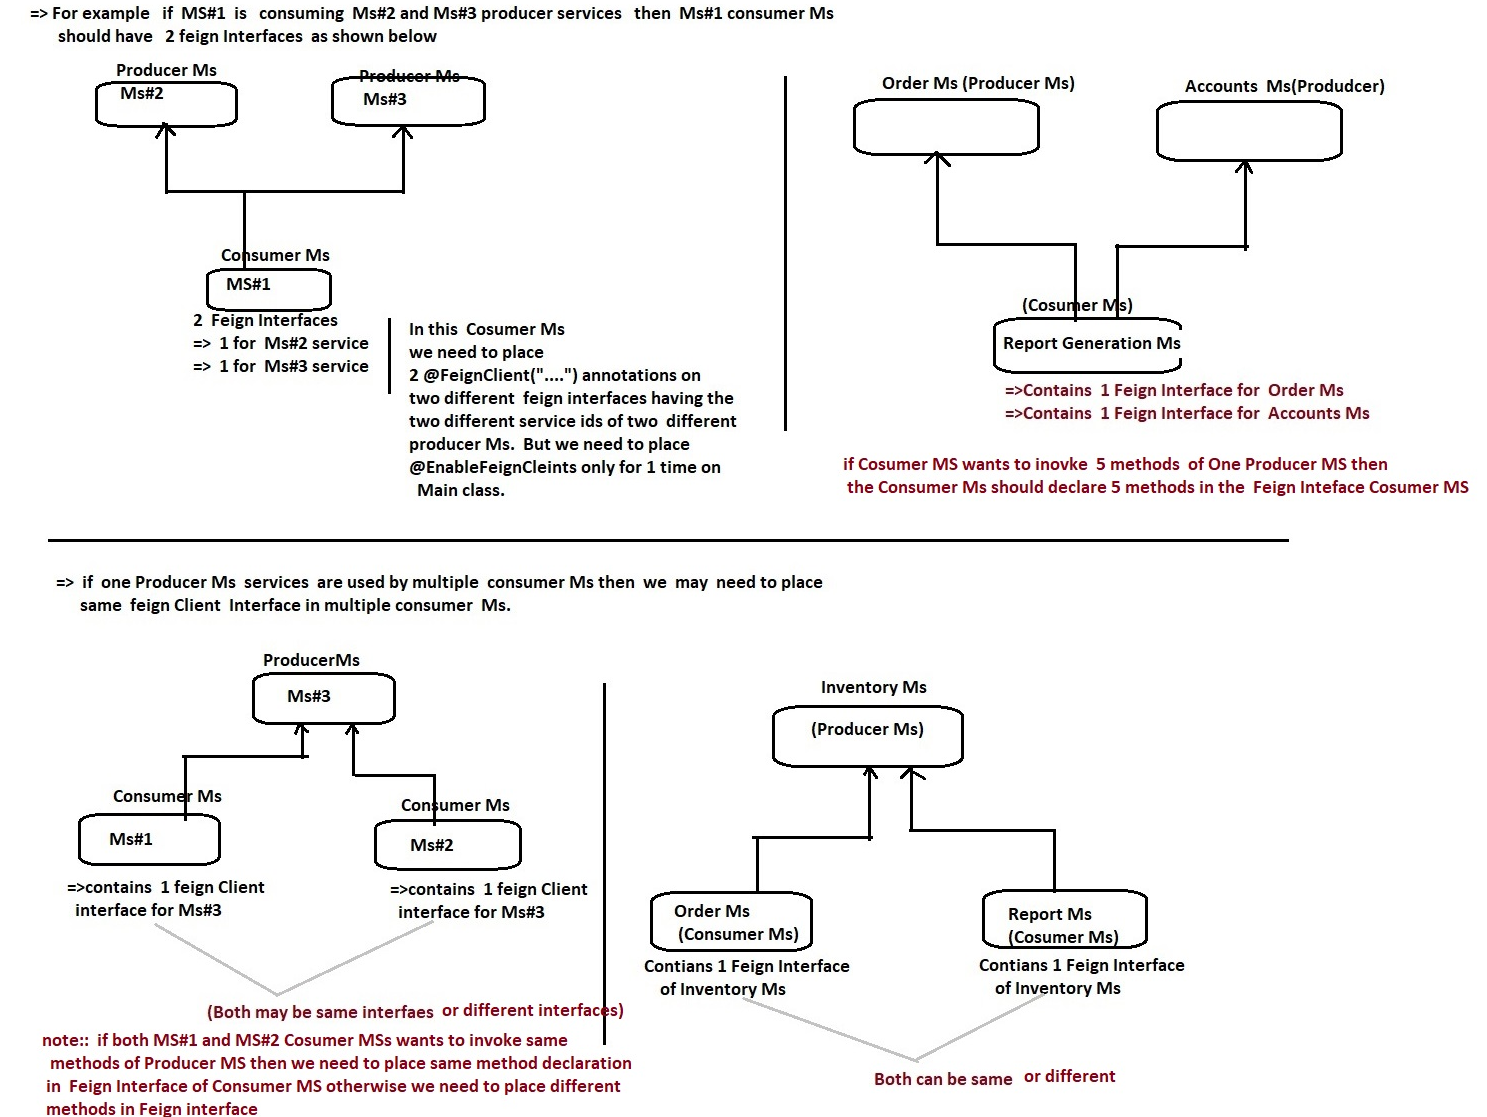 => For example if MS#1 is consuming Ms#2 and Ms#3 producer services then Ms#1 consumer Ms
should have 2 feign Interfaces as shown below
Producer Ms
Ms#2
Producer Ms
Ms#3
Consumer Ms
MS#1
2 Feign Interfaces
=> 1 for Ms#2 service
=> 1 for Ms#3 service
In this Cosumer Ms
we need to place
2 @FeignClient("....") annotations on
two different feign interfaces having the
two different service ids of two different
producer Ms. But we need to place
@EnableFeignCleints only for 1 time on
Main class.
Order Ms (Producer Ms)
Accounts Ms(Produdcer)
(Cosumer Ms)
Report Generation Ms
=>Contains 1 Feign Interface for Order Ms
=>Contains 1 Feign Interface for Accounts Ms
if Cosumer MS wants to inovke 5 methods of One Producer MS then
the Consumer Ms should declare 5 methods in the Feign Inteface Cosumer MS
=> if one Producer Ms services are used by multiple consumer Ms then we may need to place
same feign Client Interface in multiple consumer Ms.
ProducerMs
Ms#3
Consumer Ms
Ms#1
=>contains 1 feign Client
interface for Ms#3
Consumer Ms
Ms#2
=>contains 1 feign Client
interface for Ms#3
(Both may be same interfaes or different interfaces)
note:: if both MS#1 and MS#2 Cosumer MSs wants to invoke same
methods of Producer MS then we need to place same method declaration
in Feign Interface of Consumer MS otherwise we need to place different
methods in Feign interface
Inventory Ms
(Producer Ms)
Order Ms
(Consumer Ms)
Contians 1 Feign Interface
of Inventory Ms
Report Ms
(Cosumer Ms)
Contians 1 Feign Interface
of Inventory Ms
Both can be same or different